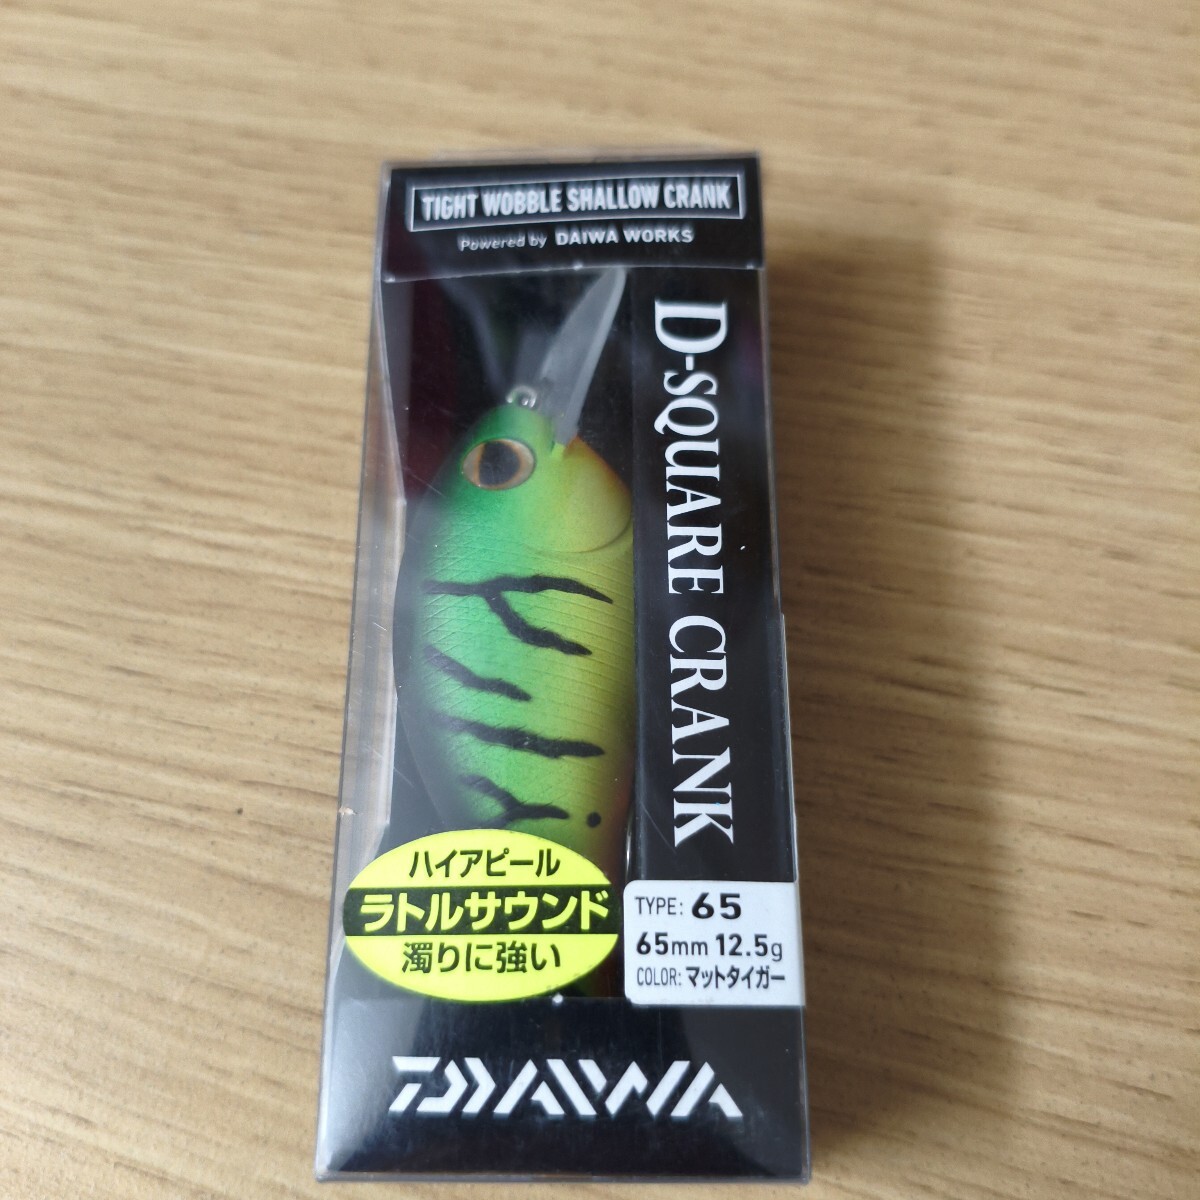 TIGHT WOBBLE SHALLOW CRANK
Powered by DAIWA WORKS
D-SQUARE CRANK
ハイアピール
ラトルサウンド
濁りに強い
TYPE: 65
65mm 12.5g
COLOR: マットタイガー
DAIWA